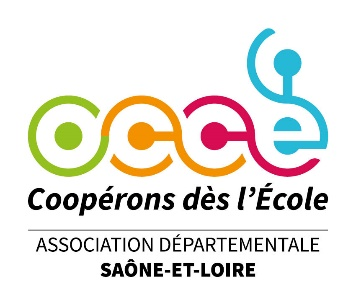 occe
Coopérons dès l'École
ASSOCIATION DÉPARTEMENTALE
SAÔNE-ET-LOIRE